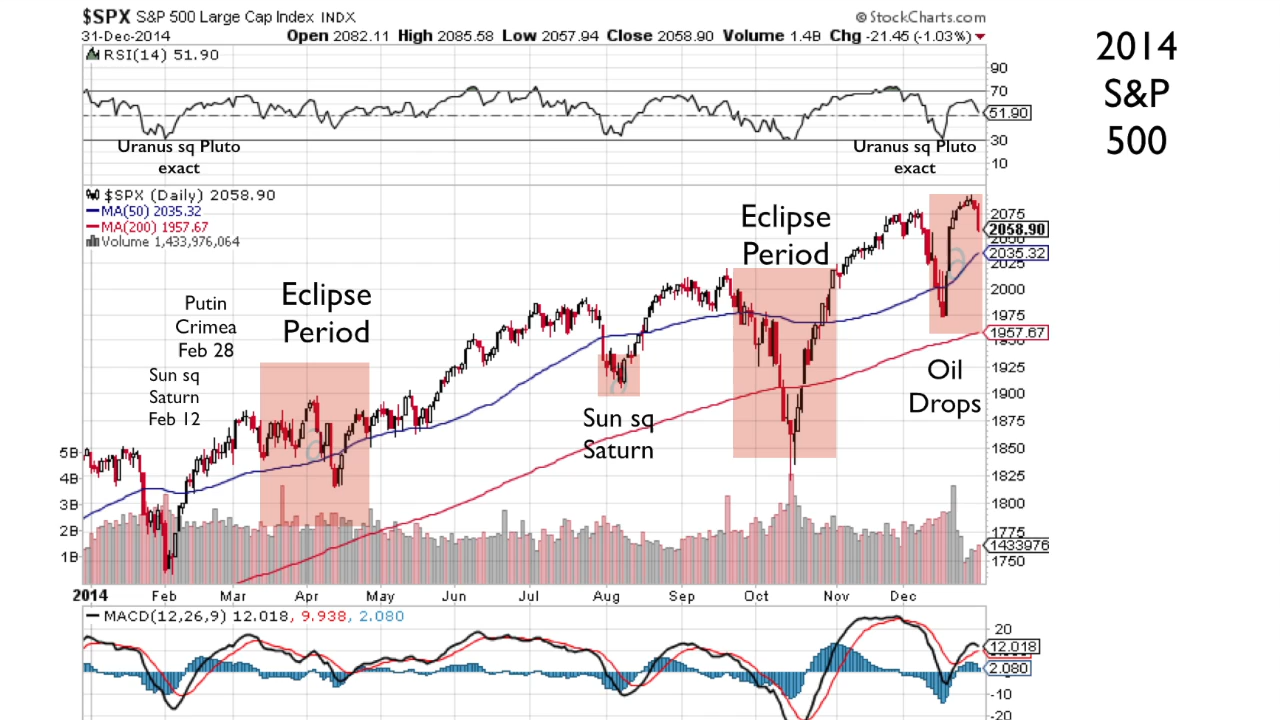 $SPX S&P 500 Large Cap Index INDX
© StockCharts.com
31-Dec-2014
Open 2082.11 High 2085.58 Low 2057.94 Close 2058.90 Volume 1.4B Chg -21.45 (-1.03%)
2014
S&P
500
RSI(14) 51.90
90
70
51.90
30
10
Uranus sq Pluto
exact
Uranus sq Pluto
exact
$SPX (Daily) 2058.90
MA(50) 2035.32
MA(200) 1957.67
Volume 1,433,976,064
Eclipse
Period
Eclipse
Period
Putin
Crimea
Feb 28
Sun sq
Saturn
Feb 12
Sun sq
Saturn
Oil
Drops
2075
2058.90
2050
2035.32
2025
2000
1975
1957.67
1950
1925
1900
1875
1850
1825
1800
1775
1433976
1750
5B
4B
3B
2B
1B
2014 Feb Mar Apr May Jun Jul Aug Sep Oct Nov Dec
MACD(12,26,9) 12.018, 9.938, 2.080
20
12.018
2.080
-10
-20